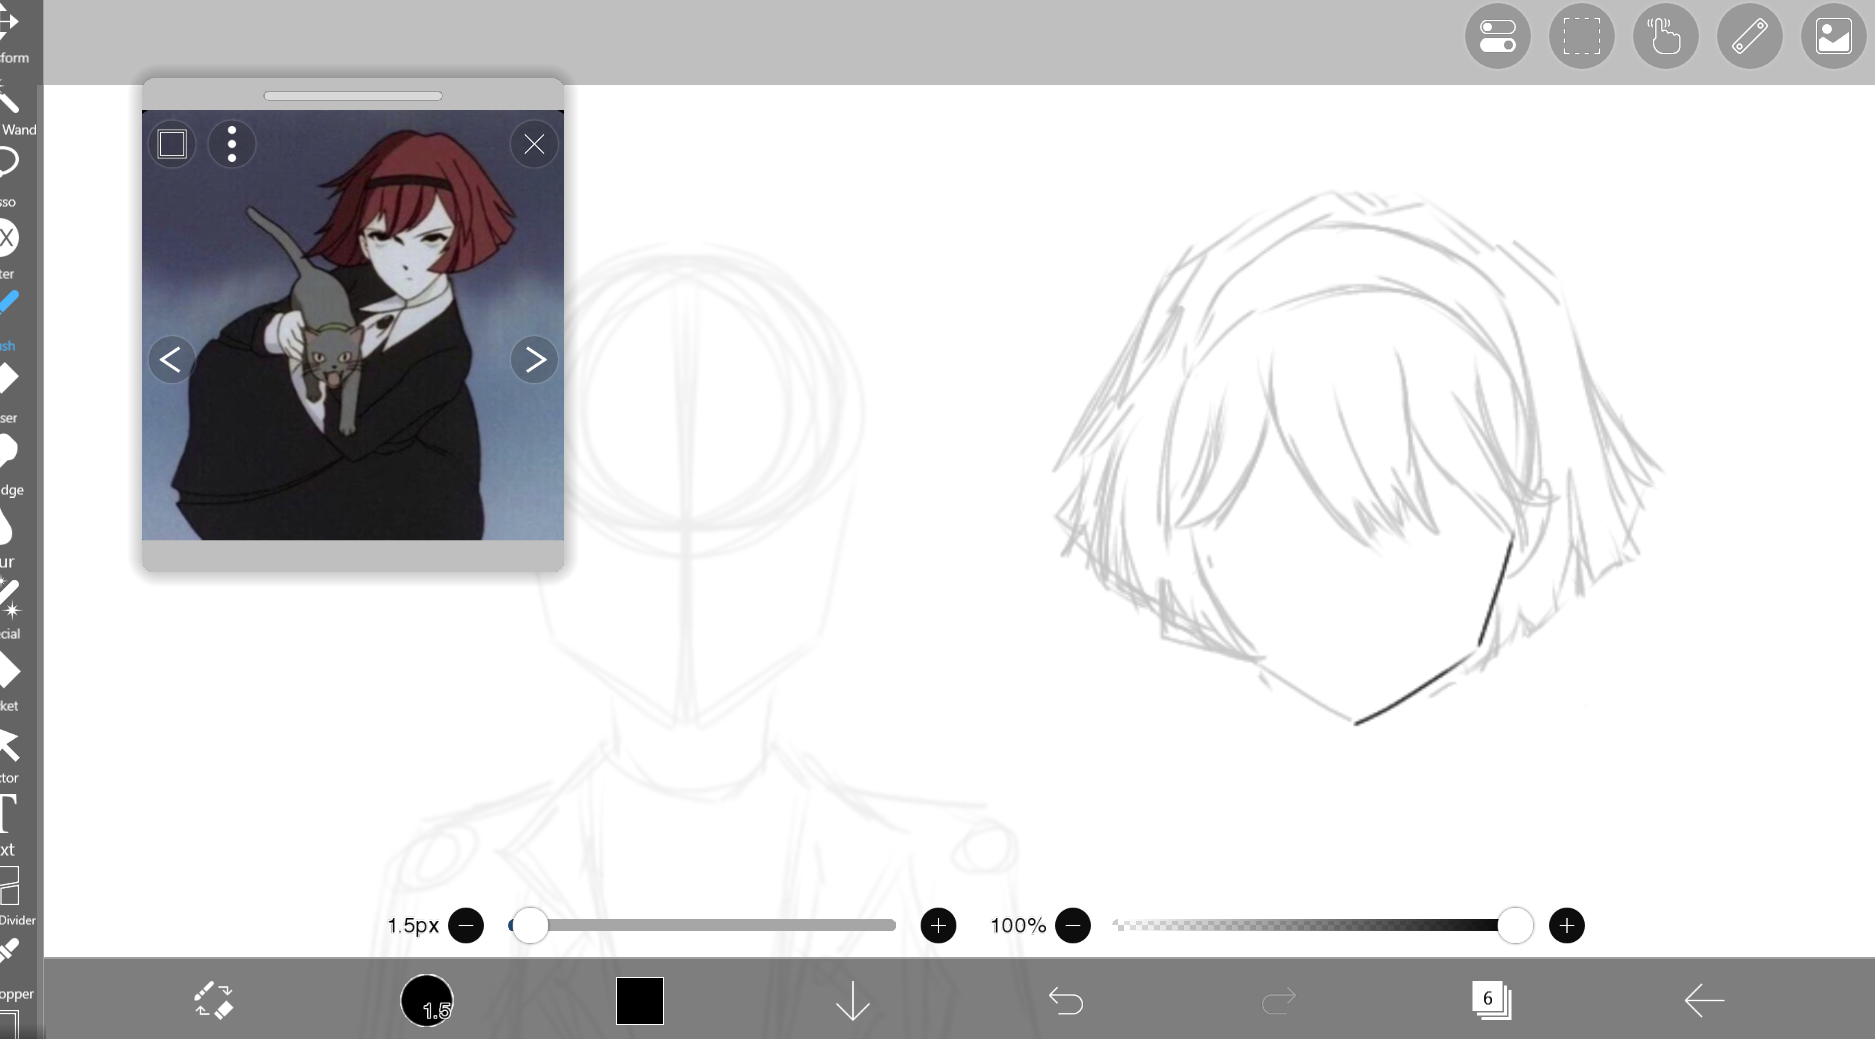 form
Wand
sso
X
ter
sh
ser
dge
ur
cial
ket
tor
T
xt
Divider
opper
1.5px
100%
1.5
6